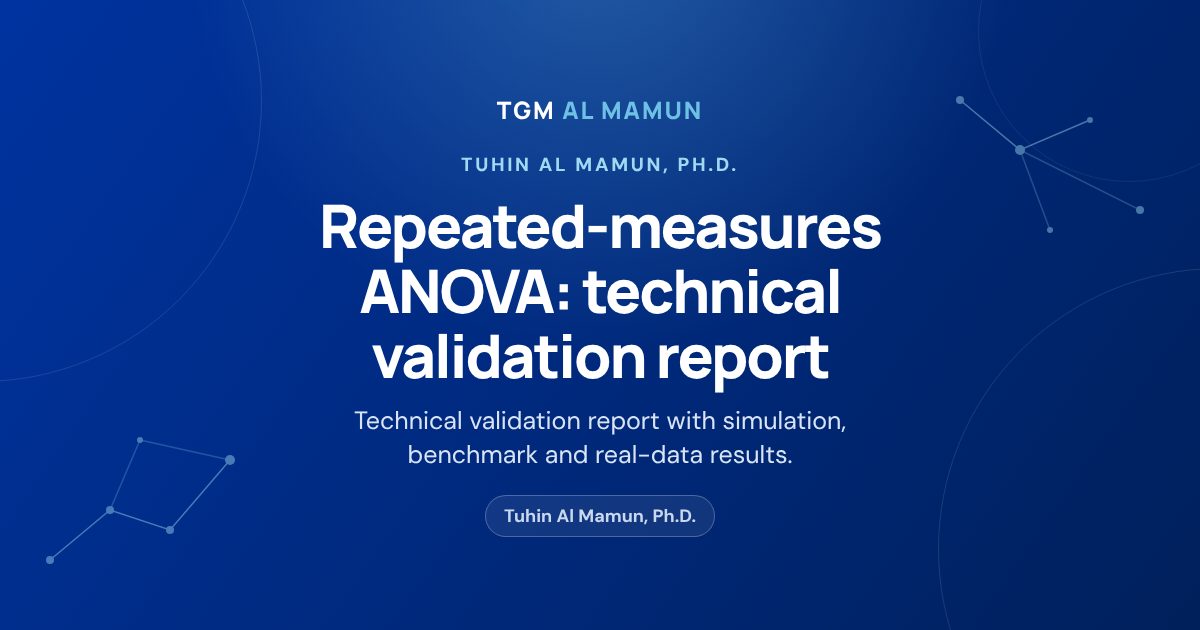 TGM AL MAMUN
TUHIN AL MAMUN, PH.D.
Repeated-measures
ANOVA: technical
validation report
Technical validation report with simulation,
benchmark and real-data results.
Tuhin Al Mamun, Ph.D.